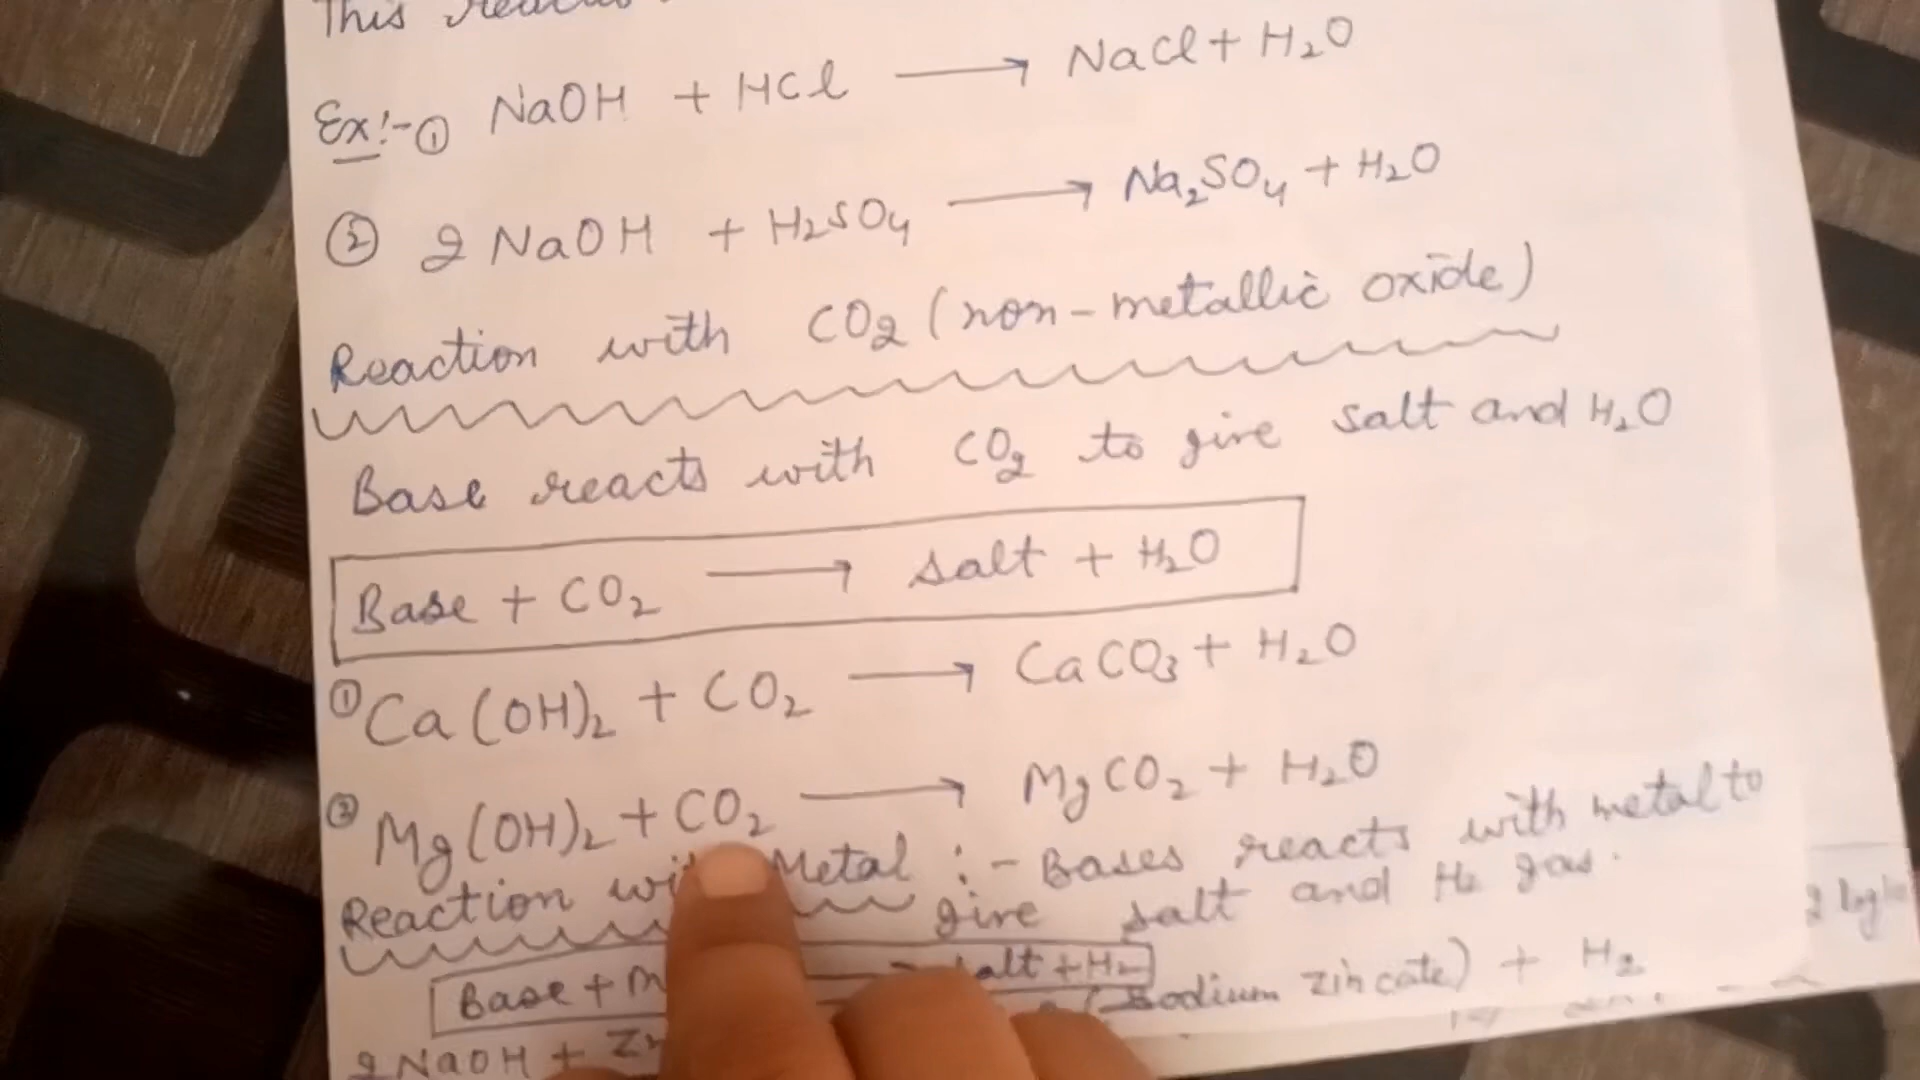 This
Ex:- ① NaOH + HCl ⟶ NaCl + H₂O
② 2 NaOH + H₂SO₄ ⟶ Na₂SO₄ + H₂O
Reaction with CO₂ (non-metallic oxide)
Base reacts with CO₂ to give salt and H₂O
Base + CO₂ ⟶ salt + H₂O
① Ca(OH)₂ + CO₂ ⟶ CaCO₃ + H₂O
② Mg(OH)₂ + CO₂ ⟶ MgCO₂ + H₂O
Reaction Metal :- Bases reacts with metal to
give salt and H₂ gas.
Base + ⟶ salt + H₂
2 NaOH + (Sodium zincate) + H₂